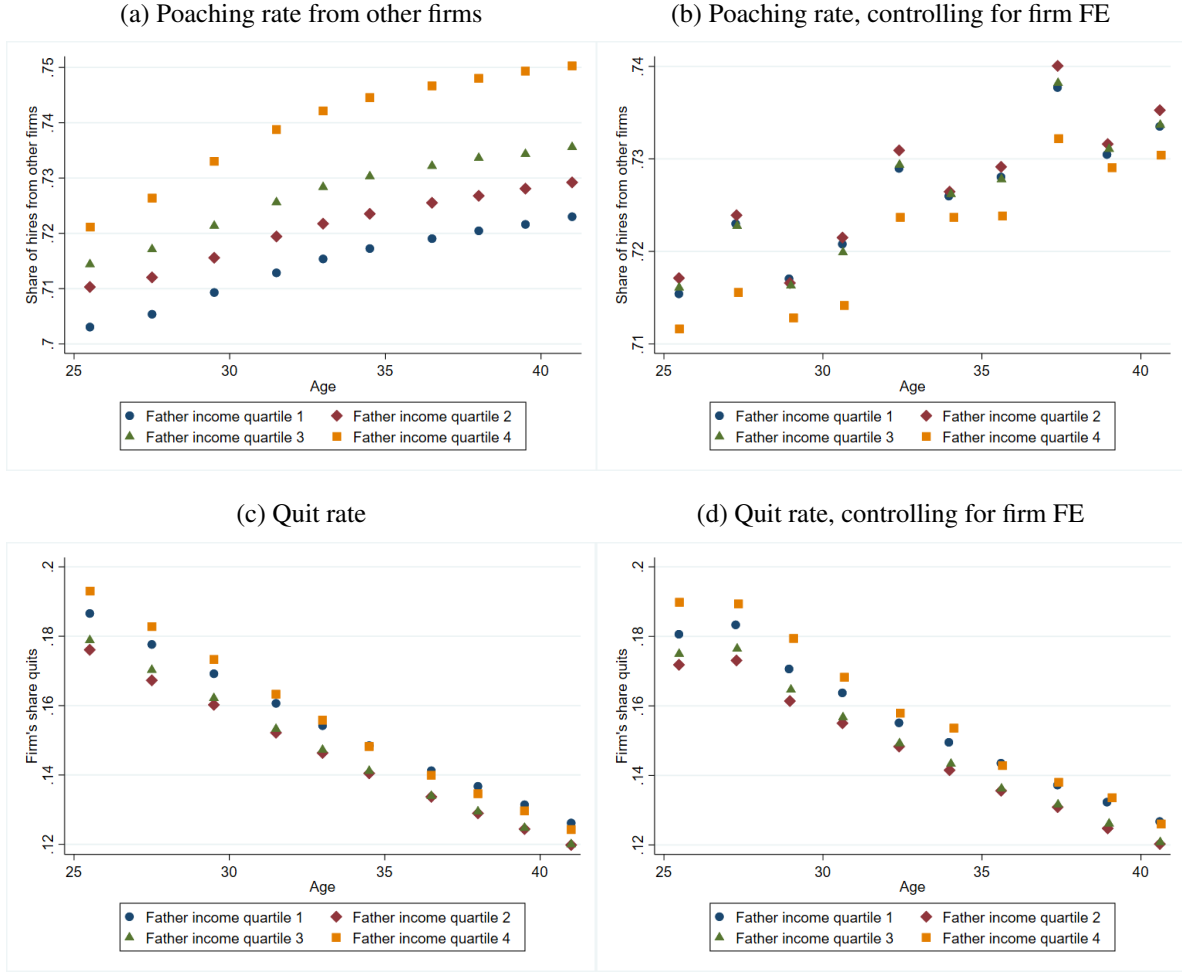 (a) Poaching rate from other firms
Share of hires from other firms
.75
.74
.73
.72
.71
.7
25 30 35 40
Age
Father income quartile 1 Father income quartile 2
Father income quartile 3 Father income quartile 4
(b) Poaching rate, controlling for firm FE
Share of hires from other firms
.74
.73
.72
.71
25 30 35 40
Age
Father income quartile 1 Father income quartile 2
Father income quartile 3 Father income quartile 4
(c) Quit rate
Firm's share quits
.2
.18
.16
.14
.12
25 30 35 40
Age
Father income quartile 1 Father income quartile 2
Father income quartile 3 Father income quartile 4
(d) Quit rate, controlling for firm FE
Firm's share quits
.2
.18
.16
.14
.12
25 30 35 40
Age
Father income quartile 1 Father income quartile 2
Father income quartile 3 Father income quartile 4